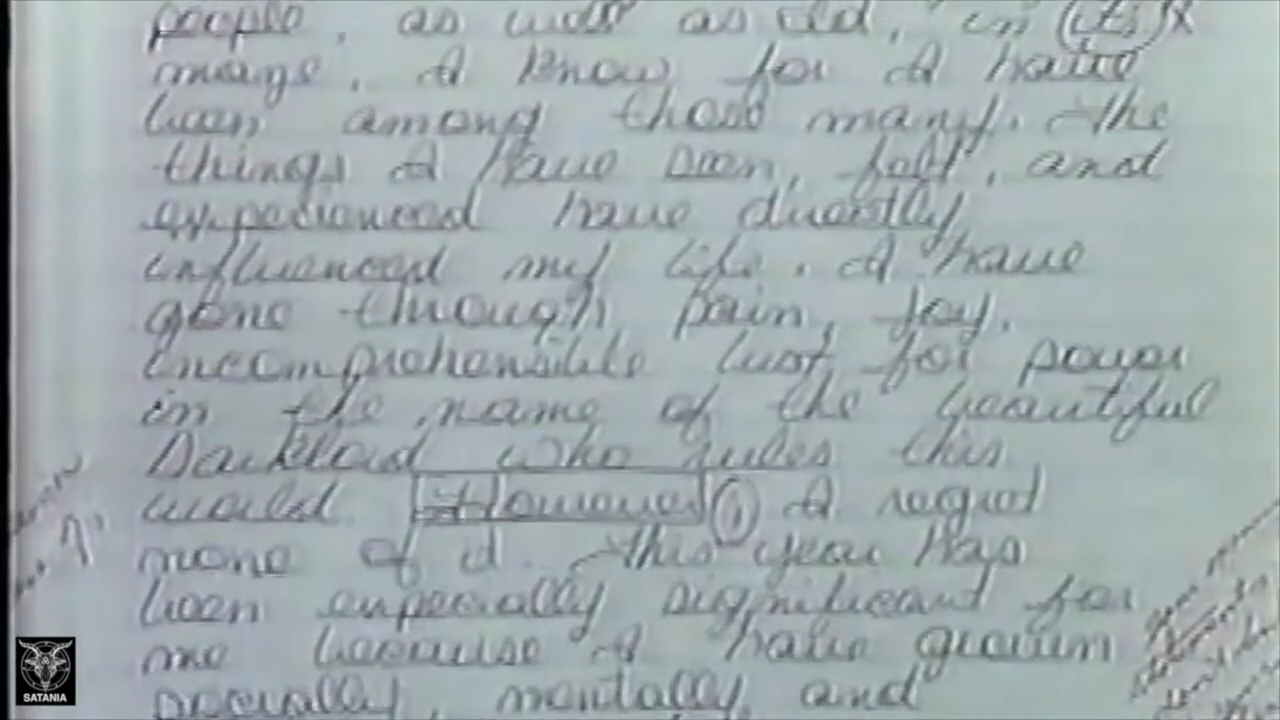 people, as well as old, in (its)x
maze. I know for I have
been among those many. the
things I have seen, felt, and
experienced have directly
influenced my life. I have
gone through pain, joy,
incomprehensible lust for power
in the name of the beautiful
Darklord who rules this
world. However, I regret
none of it. this year has
been especially significant for
me because I have grown
socially, mentally, and
SATANIA